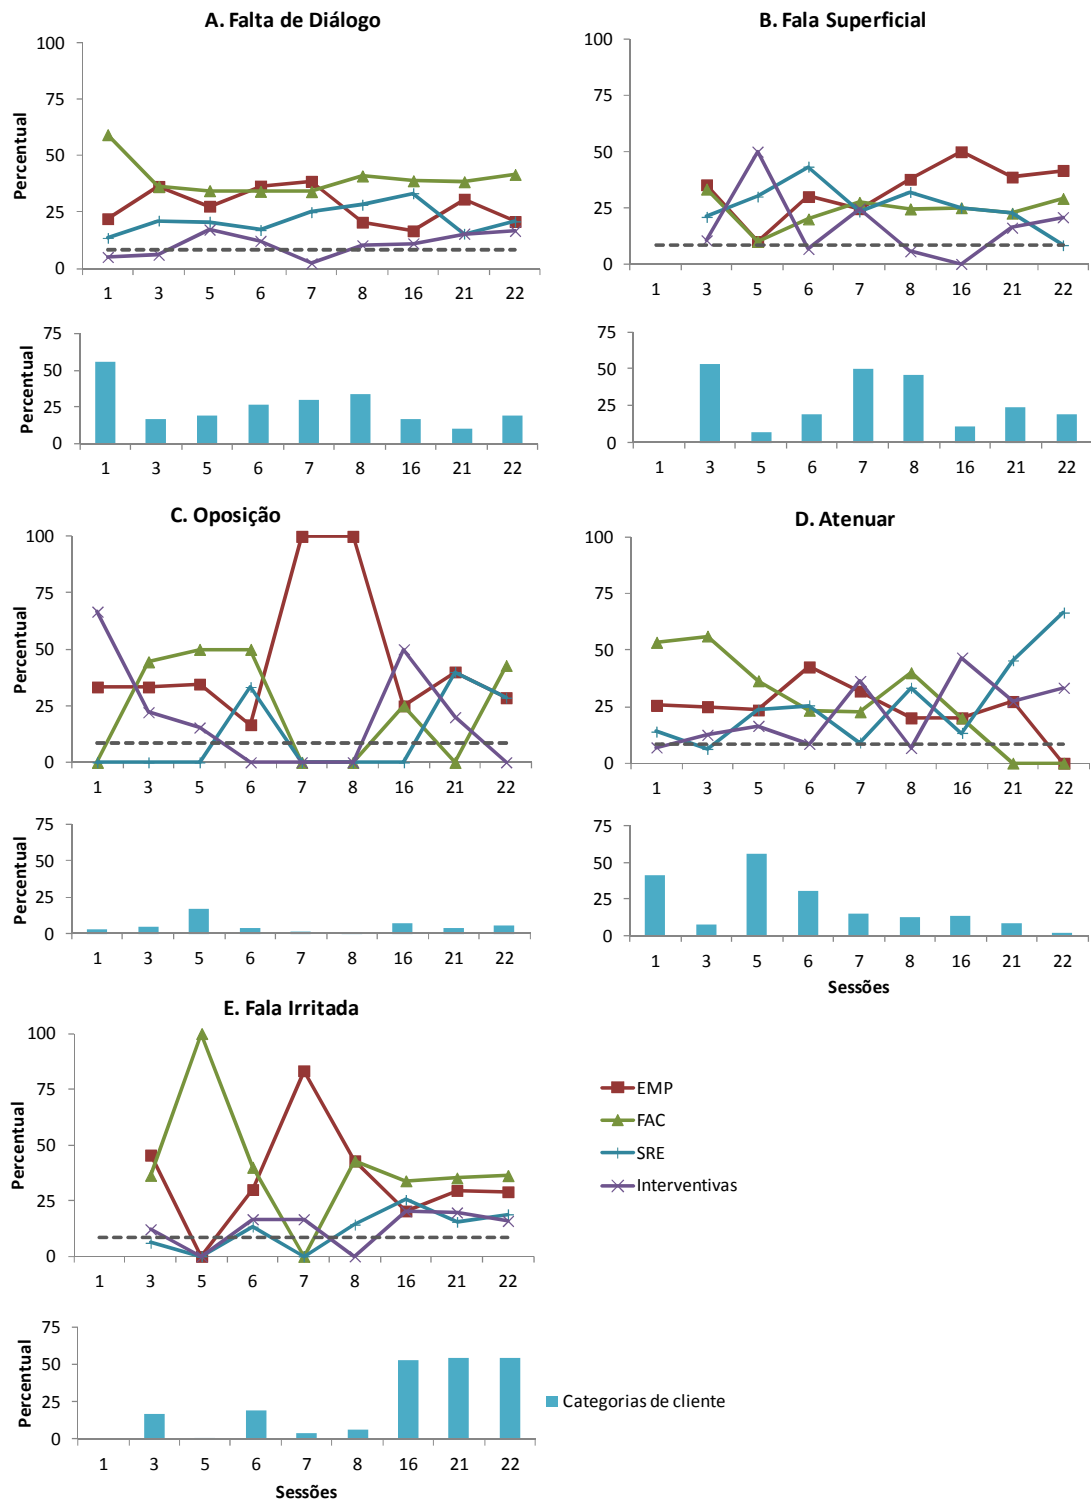 A. Falta de Diálogo
Percentual
100
75
50
25
0
1 3 5 6 7 8 16 21 22
Percentual
75
50
25
0
1 3 5 6 7 8 16 21 22
B. Fala Superficial
100
75
50
25
0
1 3 5 6 7 8 16 21 22
75
50
25
0
1 3 5 6 7 8 16 21 22
C. Oposição
Percentual
100
75
50
25
0
1 3 5 6 7 8 16 21 22
Percentual
75
50
25
0
1 3 5 6 7 8 16 21 22
D. Atenuar
100
75
50
25
0
1 3 5 6 7 8 16 21 22
75
50
25
0
1 3 5 6 7 8 16 21 22
Sessões
E. Fala Irritada
Percentual
100
75
50
25
0
1 3 5 6 7 8 16 21 22
EMP
FAC
SRE
Interventivas
Percentual
75
50
25
0
1 3 5 6 7 8 16 21 22
Sessões
Categorias de cliente